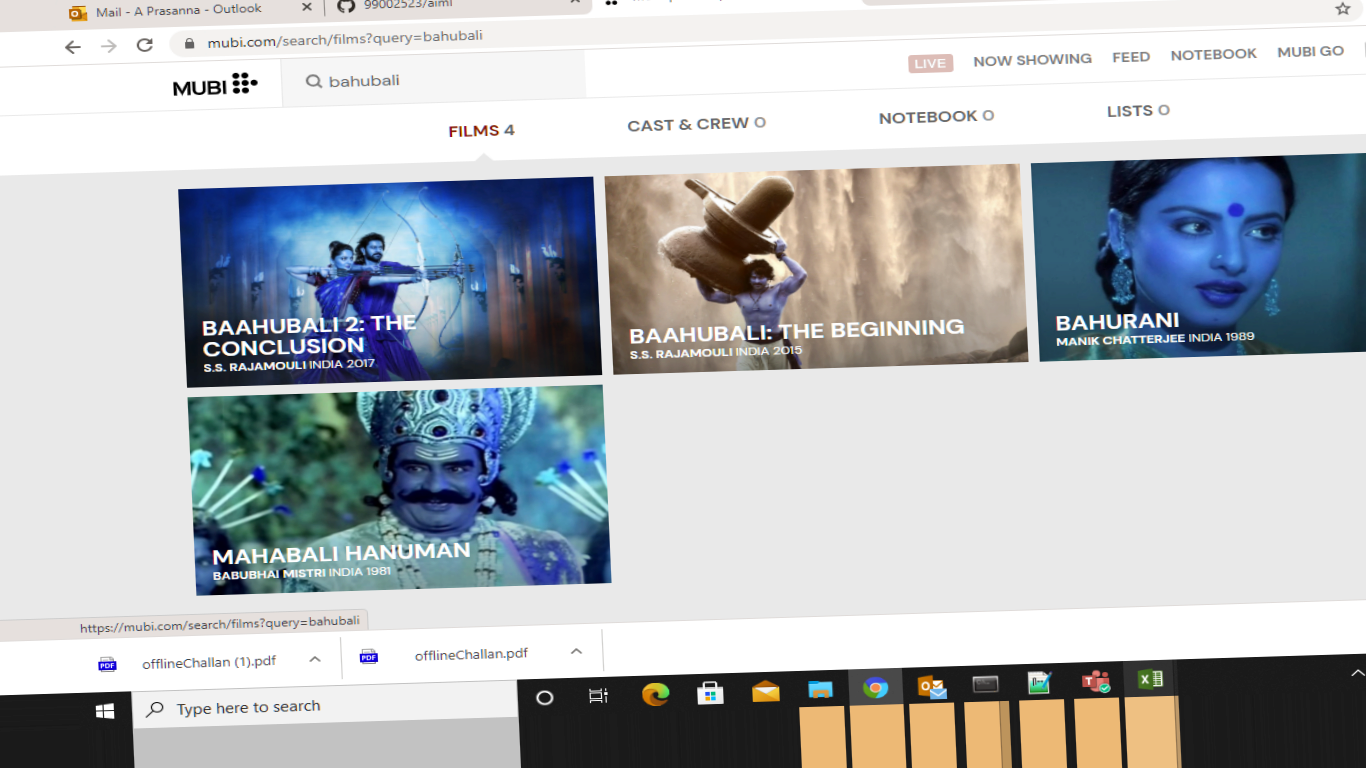 Mail - A Prasanna - Outlook
99002523/aiml
mubi.com/search/films?query=bahubali
MUBI
bahubali
LIVE NOW SHOWING FEED NOTEBOOK MUBI GO
FILMS 4 CAST & CREW 0 NOTEBOOK 0 LISTS 0
BAAHUBALI 2: THE
CONCLUSION
S.S. RAJAMOULI INDIA 2017
BAAHUBALI: THE BEGINNING
S.S. RAJAMOULI INDIA 2015
BAHURANI
MANIK CHATTERJEE INDIA 1989
MAHABALI HANUMAN
BABUBHAI MISTRI INDIA 1981
https://mubi.com/search/films?query=bahubali
PDF offlineChallan (1).pdf
PDF offlineChallan.pdf
Type here to search